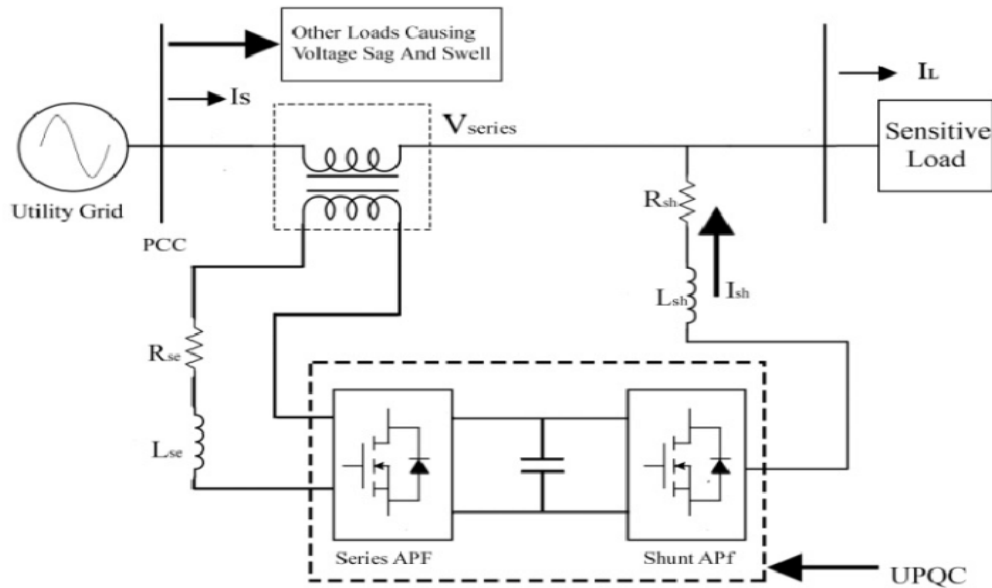 Other Loads Causing
Voltage Sag And Swell
IS
IL
Vseries
Sensitive
Load
Utility Grid
PCC
Rsh
Lsh
Ish
Rse
Lse
Series APF
Shunt APf
UPQC